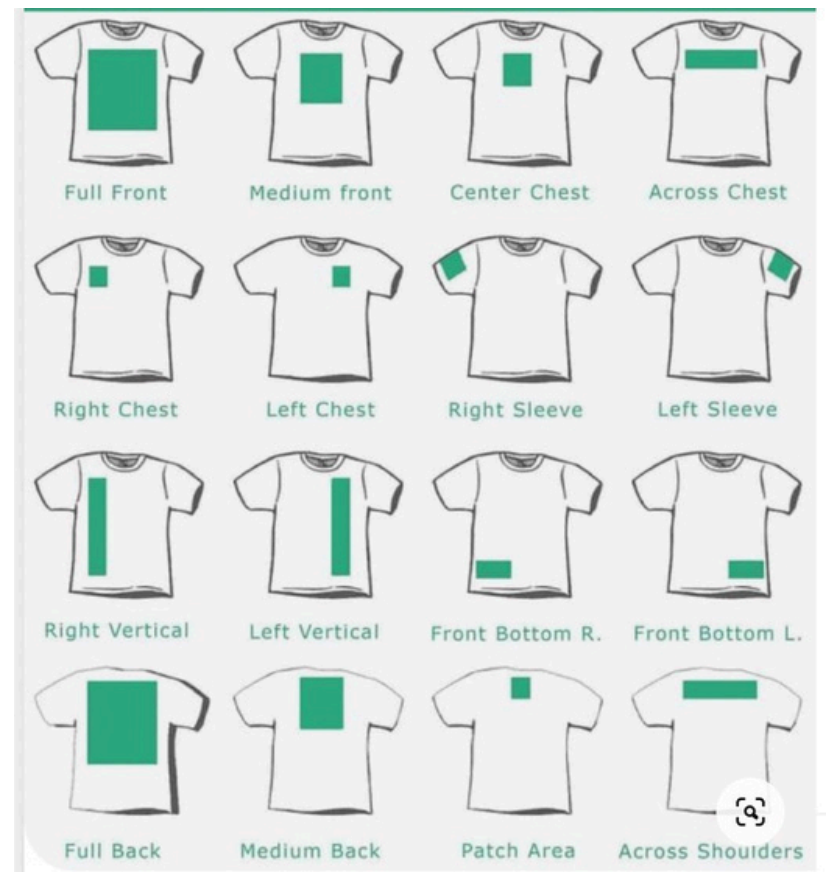 Full Front
Medium front
Center Chest
Across Chest
Right Chest
Left Chest
Right Sleeve
Left Sleeve
Right Vertical
Left Vertical
Front Bottom R.
Front Bottom L.
Full Back
Medium Back
Patch Area
Across Shoulders